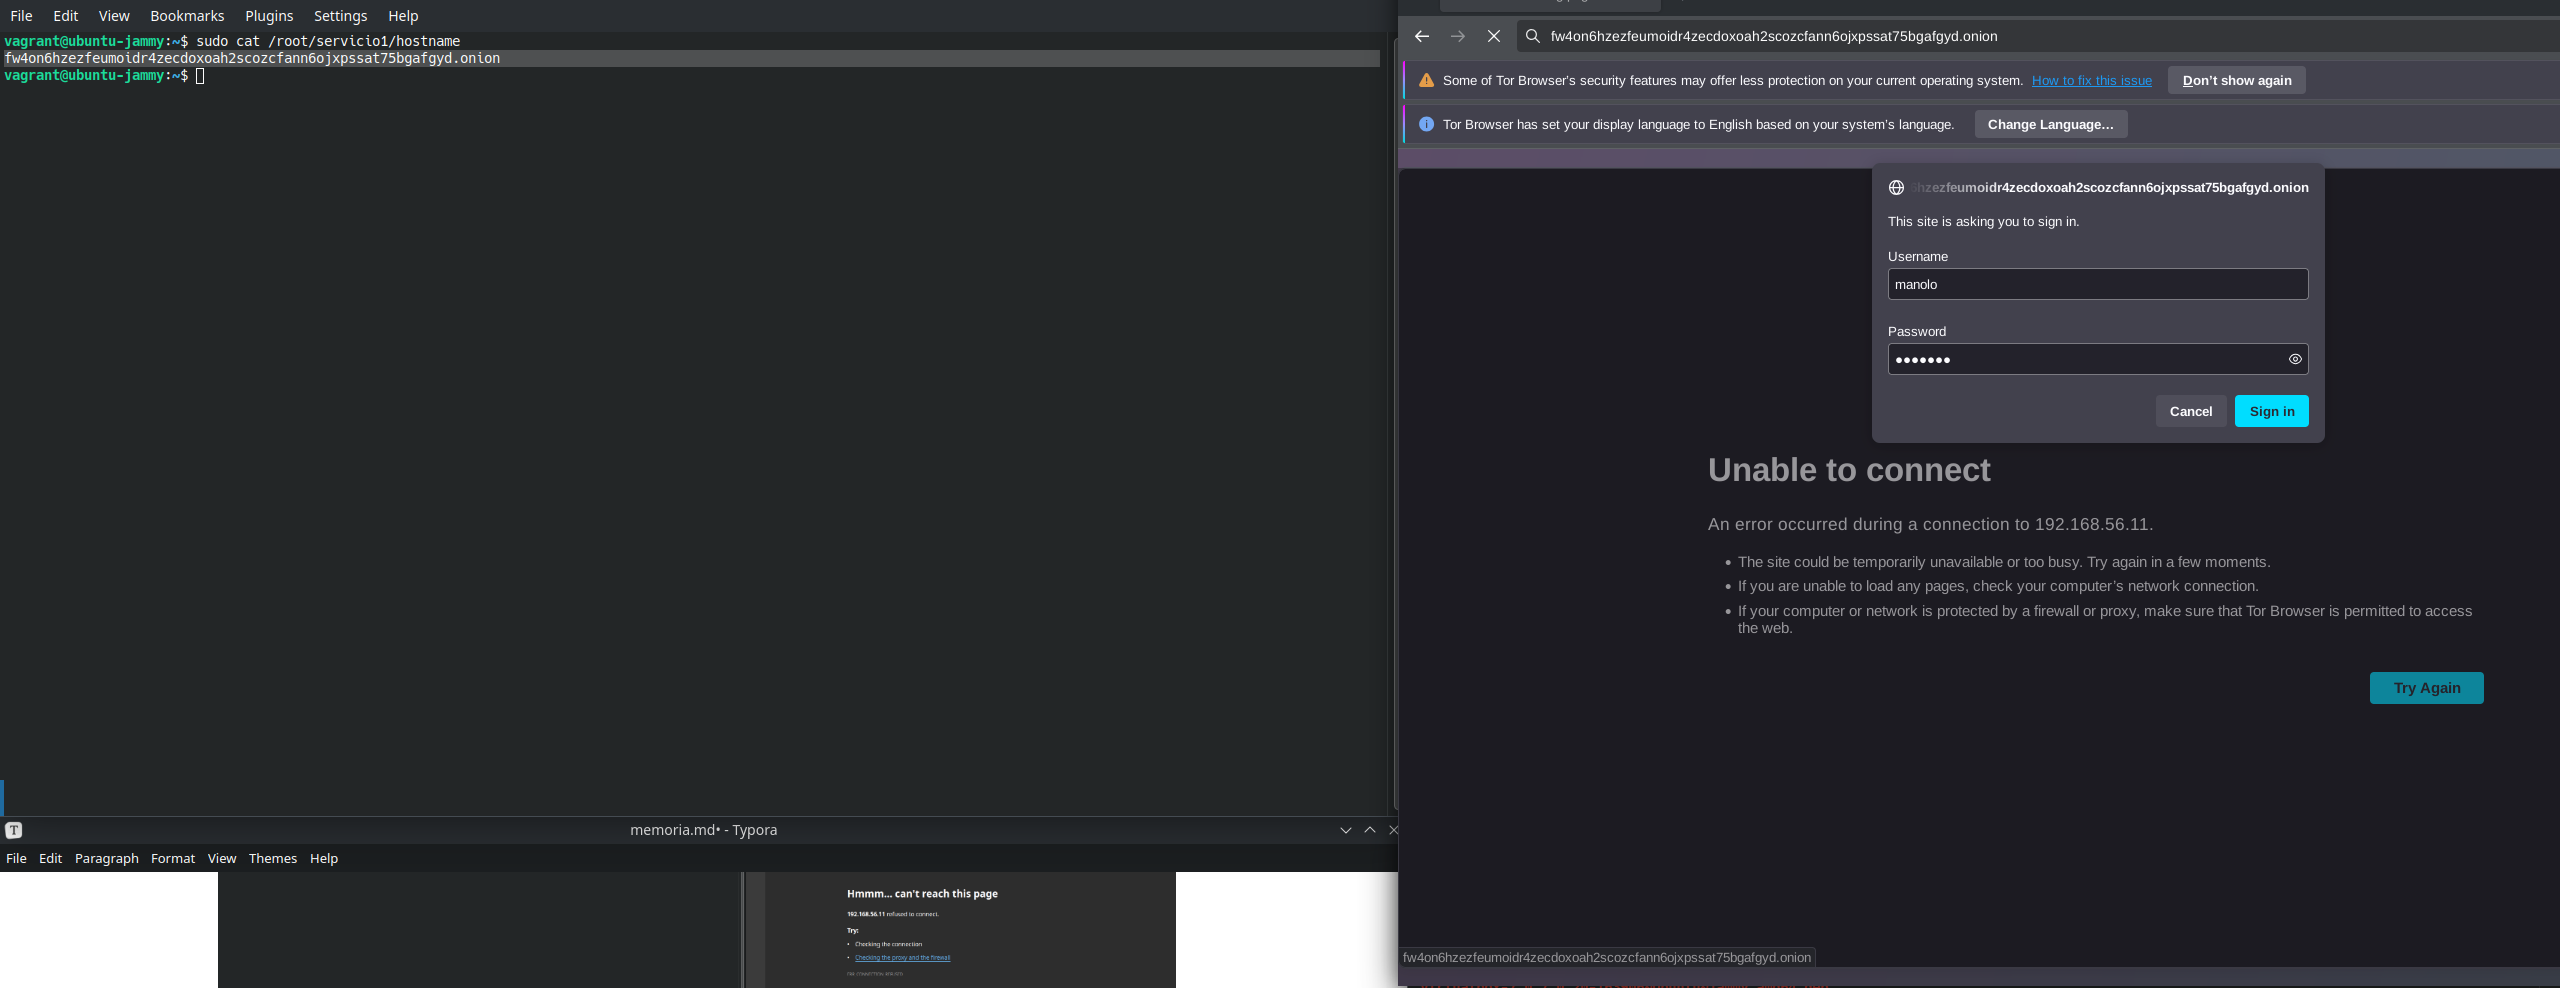 File Edit View Bookmarks Plugins Settings Help
vagrant@ubuntu-jammy:~$ sudo cat /root/servicio1/hostname
fw4on6hzezfeumoidr4zecdoxoah2scozcfann6ojxpssat75bgafgyd.onion
vagrant@ubuntu-jammy:~$
fw4on6hzezfeumoidr4zecdoxoah2scozcfann6ojxpssat75bgafgyd.onion
Some of Tor Browser's security features may offer less protection on your current operating system. How to fix this issue Don't show again
Tor Browser has set your display language to English based on your system's language. Change Language...
6hzezfeumoidr4zecdoxoah2scozcfann6ojxpssat75bgafgyd.onion
This site is asking you to sign in.
Username
manolo
Password
•••••••
Cancel Sign in
Unable to connect
An error occurred during a connection to 192.168.56.11.
• The site could be temporarily unavailable or too busy. Try again in a few moments.
• If you are unable to load any pages, check your computer's network connection.
• If your computer or network is protected by a firewall or proxy, make sure that Tor Browser is permitted to access
the web.
Try Again
fw4on6hzezfeumoidr4zecdoxoah2scozcfann6ojxpssat75bgafgyd.onion
T
memoria.md• - Typora
File Edit Paragraph Format View Themes Help
Hmmm... can't reach this page
192.168.56.11 refused to connect.
Try:
• Checking the connection
• Checking the proxy and the firewall